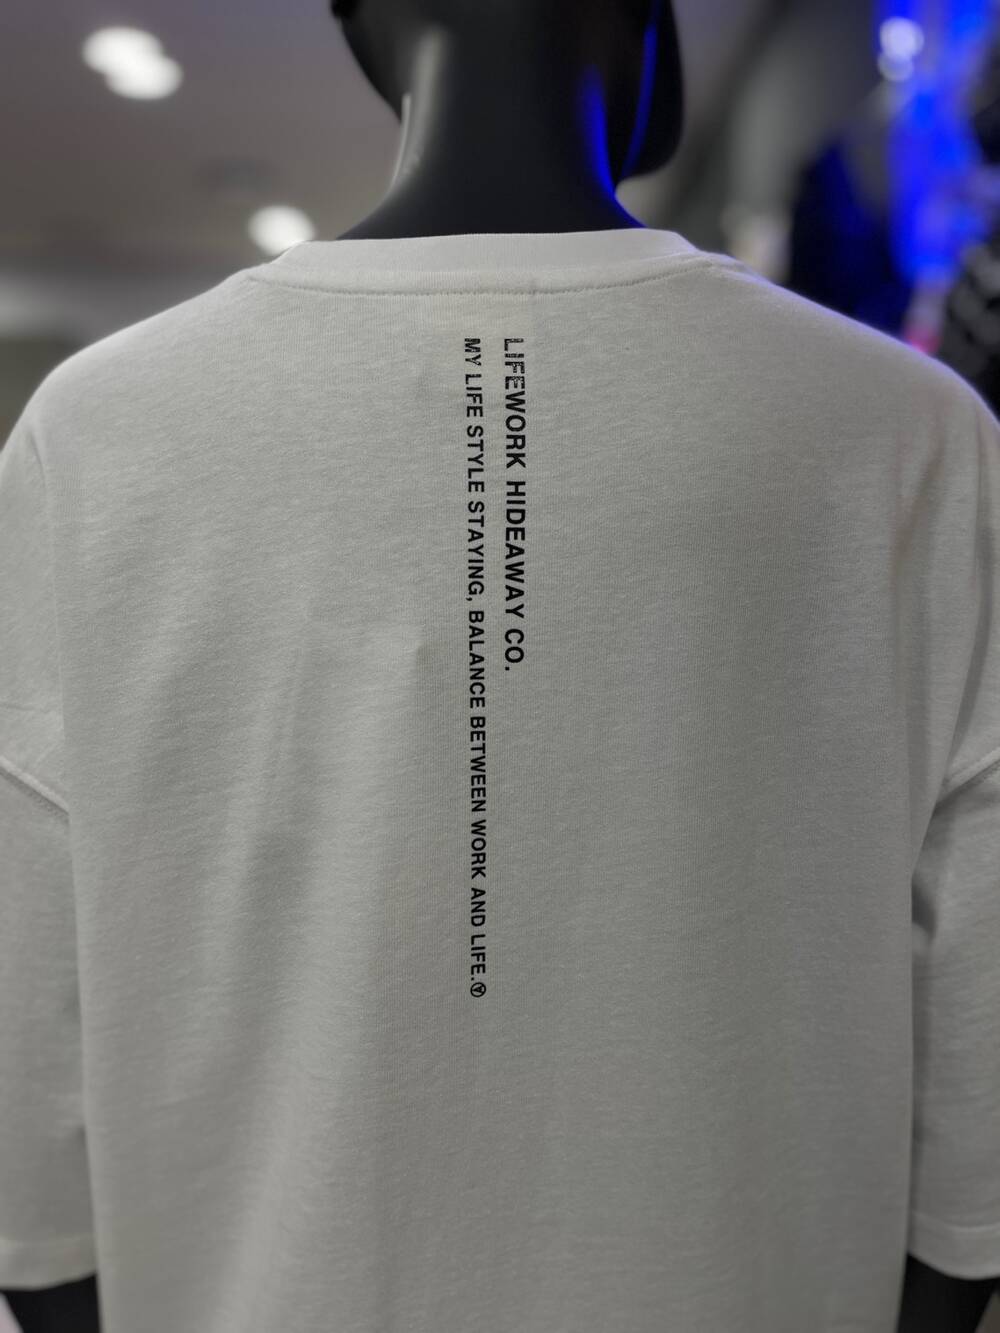 LIFEWORK HIDEAWAY CO.
MY LIFE STYLE STAYING, BALANCE BETWEEN WORK AND LIFE.